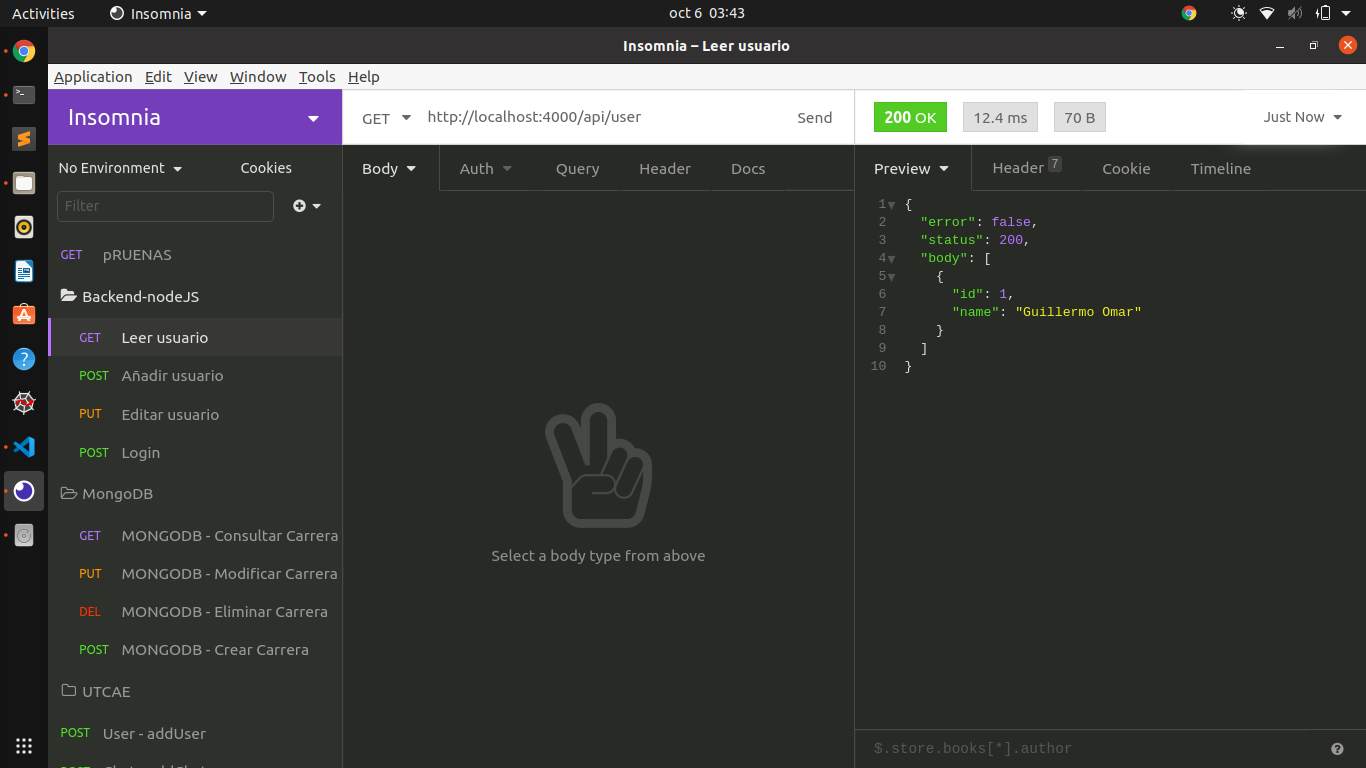 Activities Insomnia oct 6 03:43
Insomnia – Leer usuario
Application Edit View Window Tools Help
Insomnia
GET http://localhost:4000/api/user Send
200 OK 12.4 ms 70 B Just Now
No Environment Cookies
Body Auth Query Header Docs
Preview Header 7 Cookie Timeline
Filter
GET pRUENAS
Backend-nodeJS
GET Leer usuario
POST Añadir usuario
PUT Editar usuario
POST Login
MongoDB
GET MONGODB - Consultar Carrera
PUT MONGODB - Modificar Carrera
DEL MONGODB - Eliminar Carrera
POST MONGODB - Crear Carrera
UTCAE
POST User - addUser
Select a body type from above
1 {
2 "error": false,
3 "status": 200,
4 "body": [
5 {
6 "id": 1,
7 "name": "Guillermo Omar"
8 }
9 ]
10 }
$.store.books[*].author